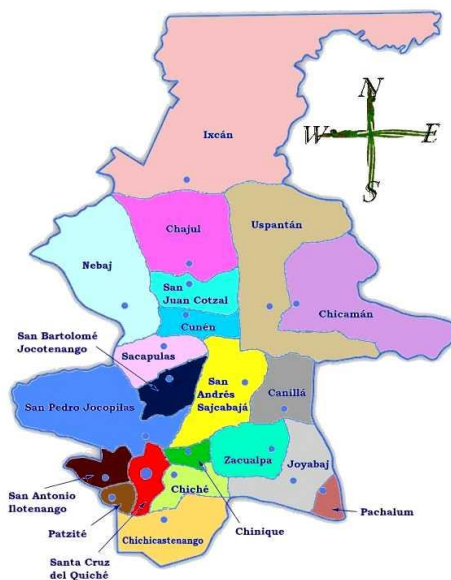 N
W
E
S
Ixcán
Chajul
Uspantán
Nebaj
San
Juan Cotzal
Chicamán
Cunén
San Bartolomé
Jocotenango
Sacapulas
San
Andrés
Sajcabajá
Canillá
San Pedro Jocopilas
Zacualpa
Joyabaj
San Antonio
Ilotenango
Chiché
Patzité
Chinique
Pachalum
Santa Cruz
del Quiché
Chichicastenango